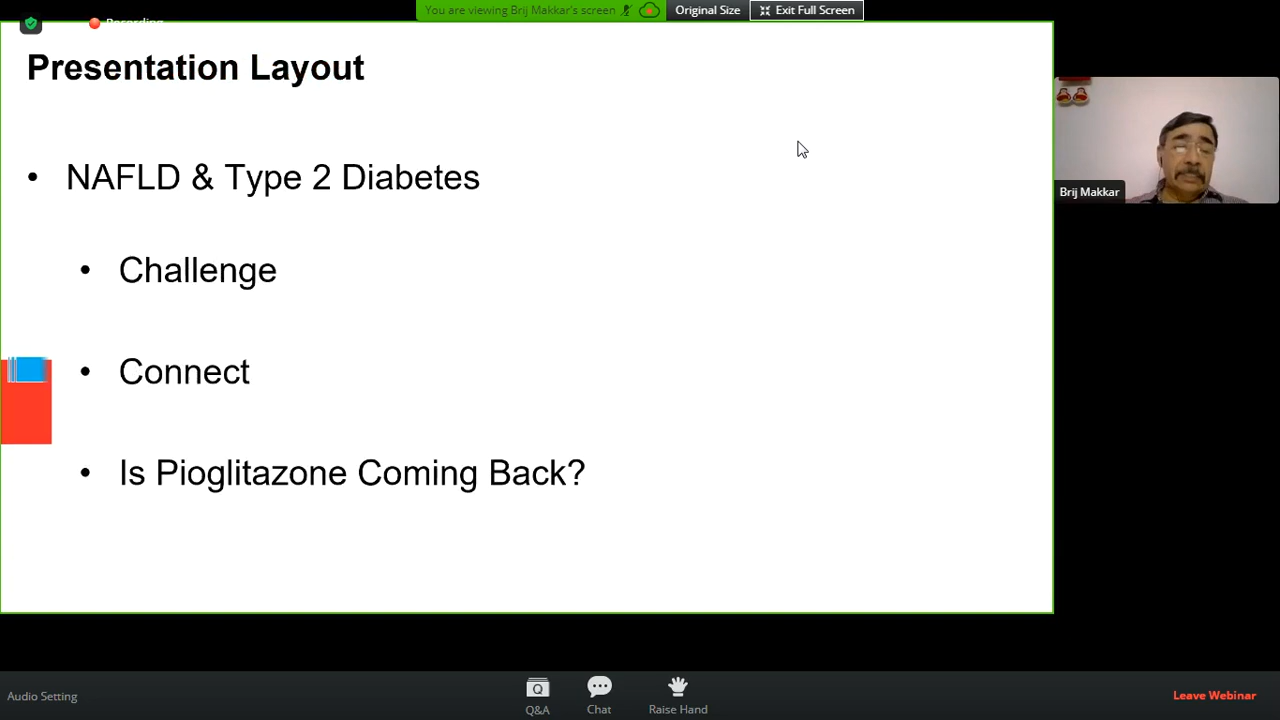 You are viewing Brij Makkar's screen
Original Size
Exit Full Screen
Recording
Presentation Layout
• NAFLD & Type 2 Diabetes
• Challenge
• Connect
• Is Pioglitazone Coming Back?
Brij Makkar
Audio Setting
Q&A
Chat
Raise Hand
Leave Webinar